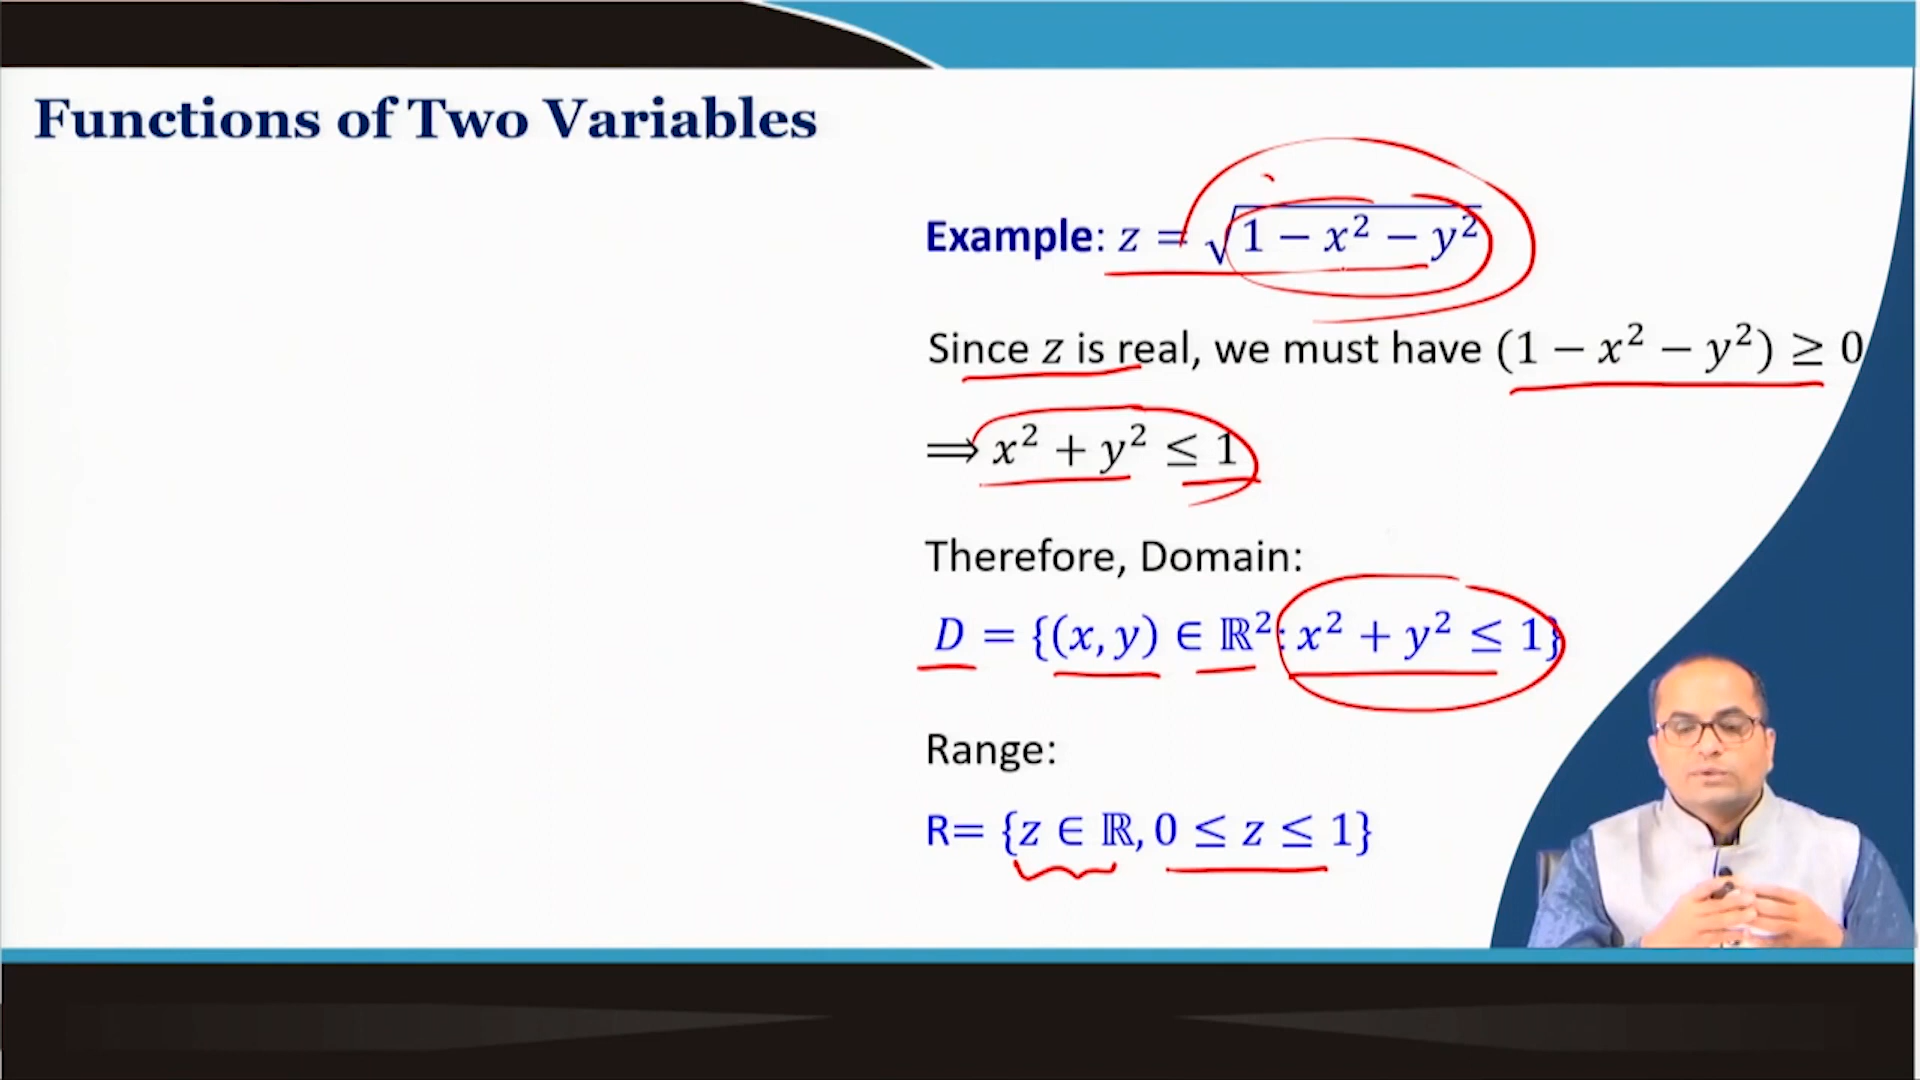 Functions of Two Variables
Example: z = √(1 − x² − y²)
Since z is real, we must have (1 − x² − y²) ≥ 0
⟹ x² + y² ≤ 1
Therefore, Domain:
D = {(x, y) ∈ ℝ²: x² + y² ≤ 1}
Range:
R= {z ∈ ℝ, 0 ≤ z ≤ 1}